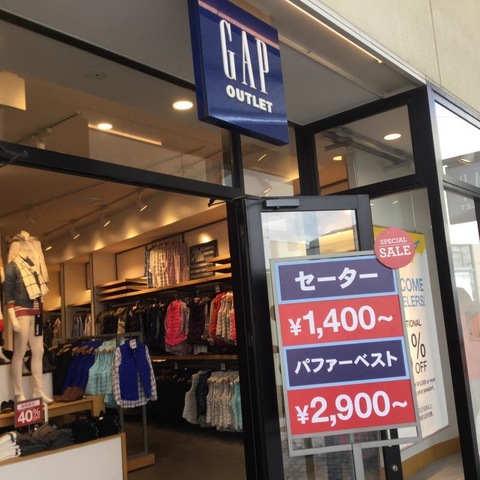 GAP
OUTLET
SPECIAL
SALE
セーター
¥1,400~
パファーベスト
¥2,900~
40%
%
OFF